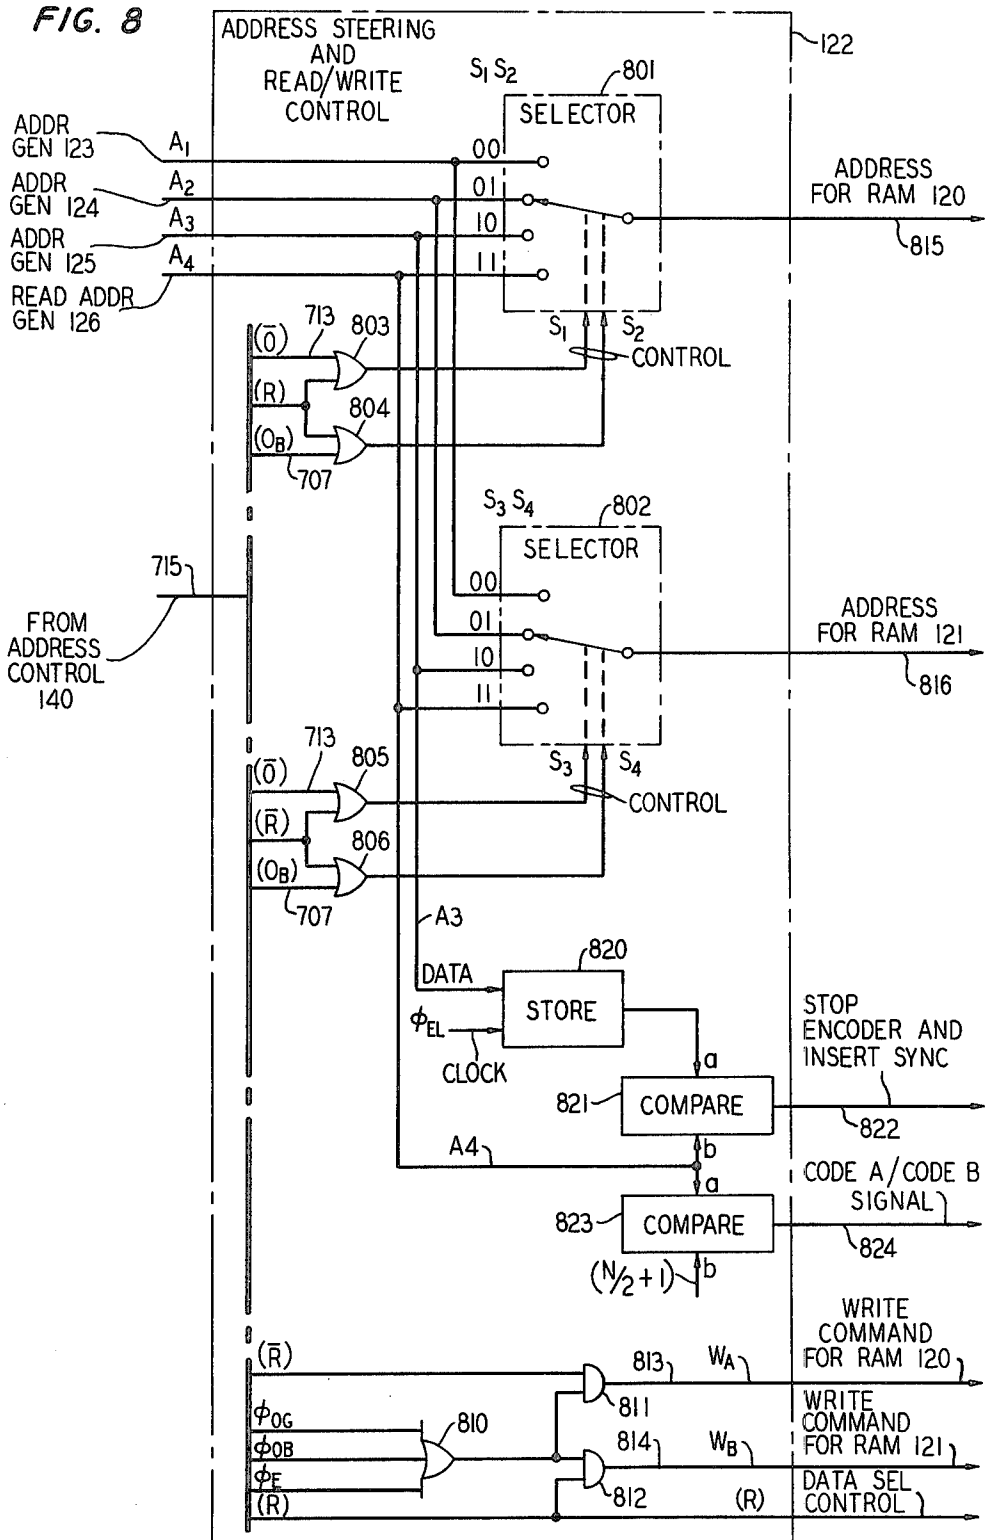 FIG. 8
ADDRESS STEERING
AND
READ/WRITE
CONTROL
122
S1 S2
801
SELECTOR
ADDR
GEN 123
A1
00
ADDR
GEN 124
A2
01
ADDR
GEN 125
A3
10
READ ADDR
GEN 126
A4
11
ADDRESS
FOR RAM 120
815
S1
S2
CONTROL
(O̅)
713
803
(R)
804
(OB)
707
S3 S4
802
SELECTOR
00
01
10
11
ADDRESS
FOR RAM 121
816
715
FROM
ADDRESS
CONTROL
140
S3
S4
CONTROL
(O̅)
713
805
(R̅)
806
(OB)
707
A3
DATA
820
STORE
ϕEL
CLOCK
STOP
ENCODER AND
INSERT SYNC
a
821
COMPARE
822
b
A4
CODE A/CODE B
SIGNAL
a
823
COMPARE
824
(N/2+1)
b
WRITE
COMMAND
FOR RAM 120
(R̅)
813
WA
811
ϕOG
ϕOB
ϕE
810
814
WB
812
WRITE
COMMAND
FOR RAM 121
(R)
(R)
DATA SEL
CONTROL